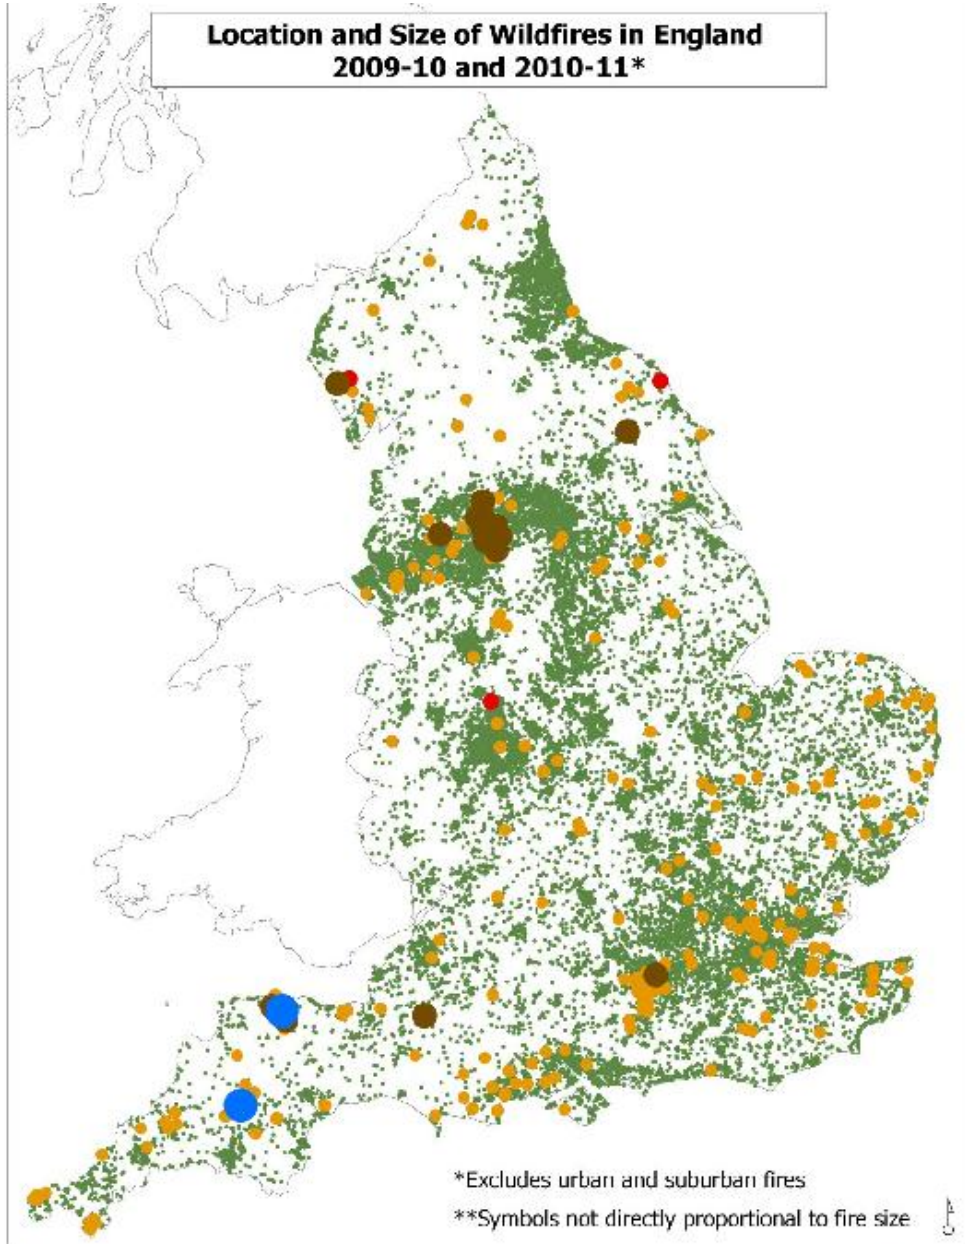 Location and Size of Wildfires in England
2009-10 and 2010-11*
*Excludes urban and suburban fires
**Symbols not directly proportional to fire size